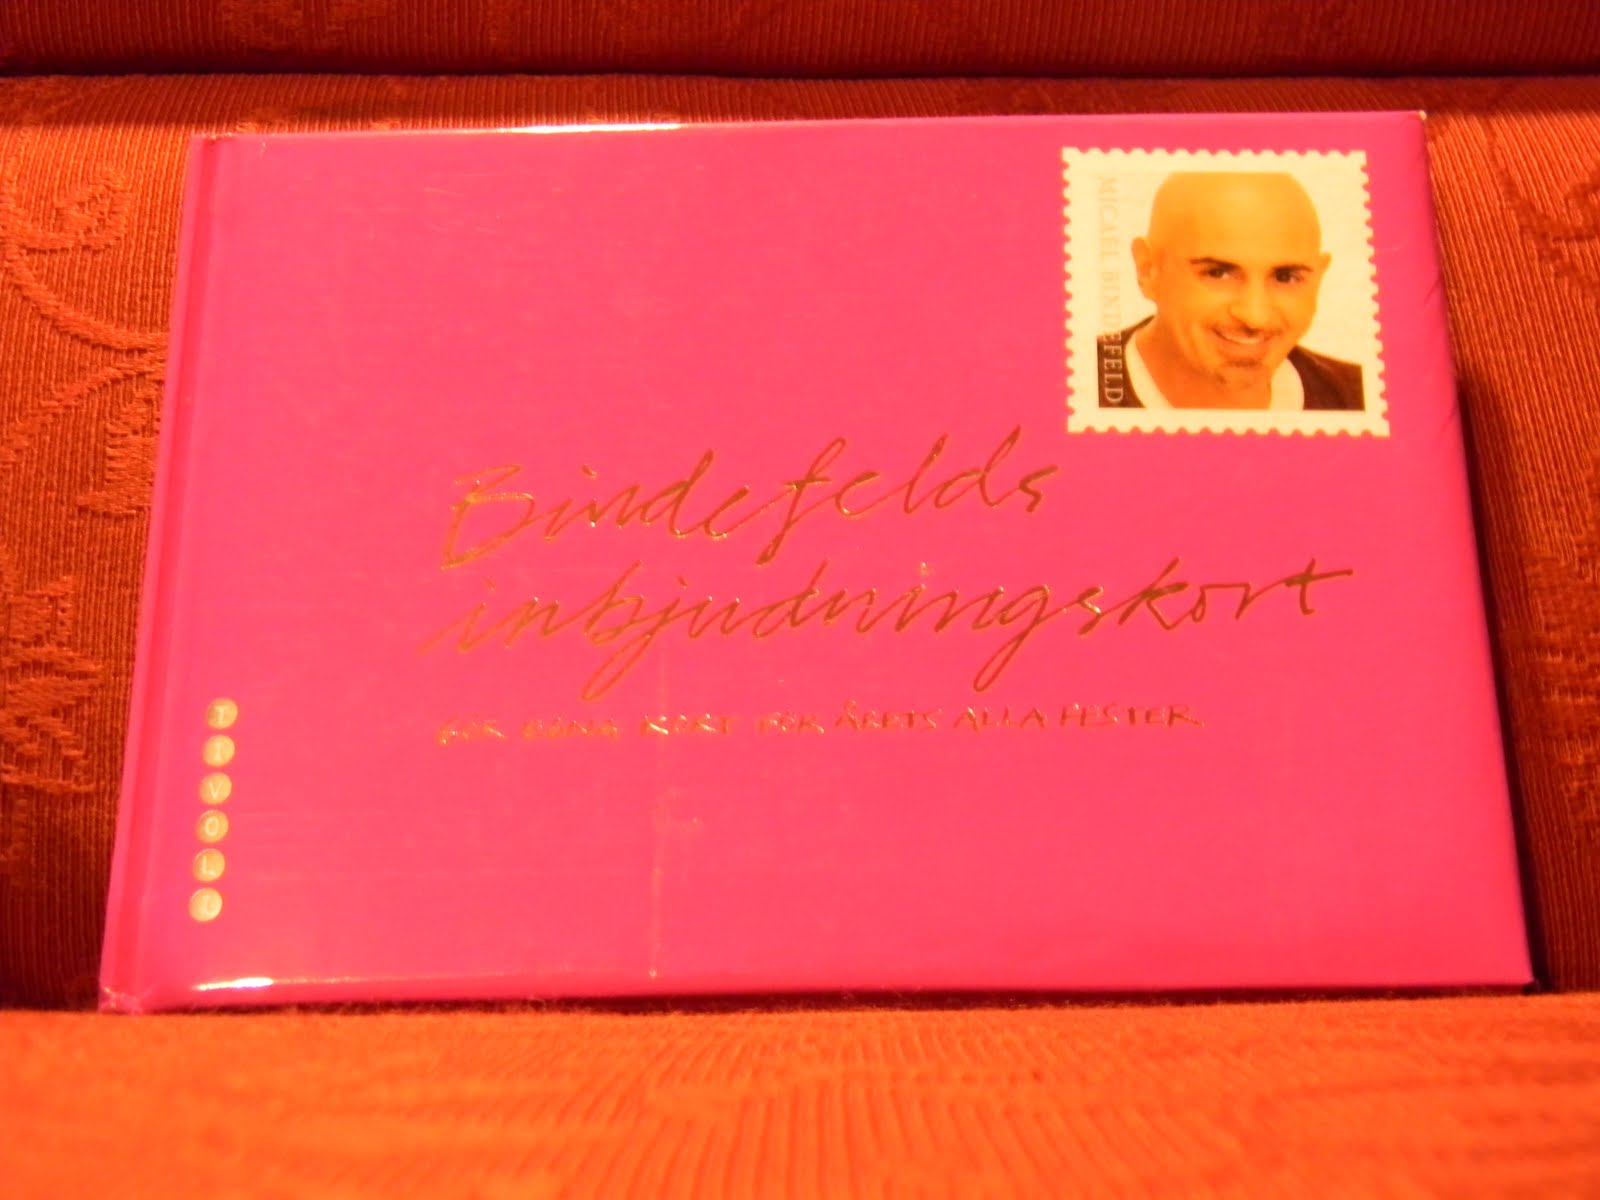 MICAEL BINDEFELD
Bindefelds
inbjudningskort
GÖR EGNA KORT FÖR ÅRETS ALLA FESTER
TIVOLI